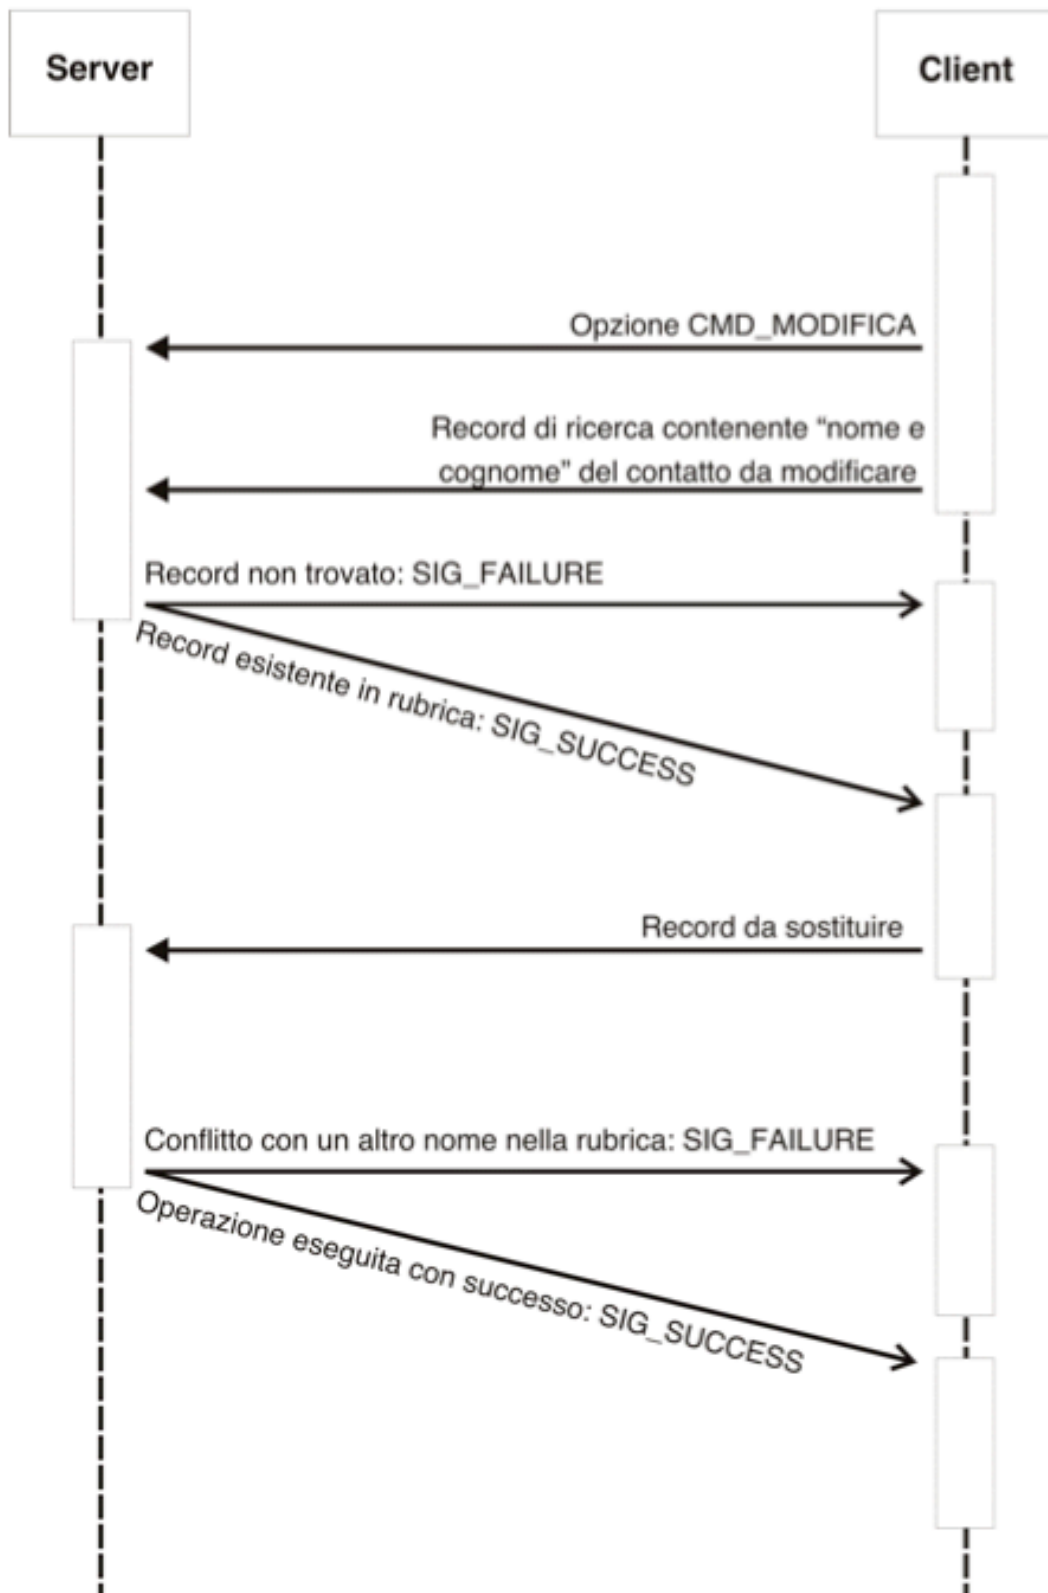 Server
Client
Opzione CMD_MODIFICA
Record di ricerca contenente “nome e
cognome” del contatto da modificare
Record non trovato: SIG_FAILURE
Record esistente in rubrica: SIG_SUCCESS
Record da sostituire
Conflitto con un altro nome nella rubrica: SIG_FAILURE
Operazione eseguita con successo: SIG_SUCCESS